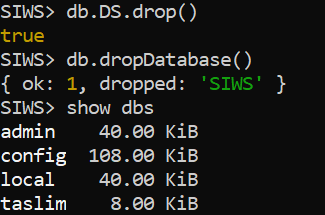 SIWS> db.DS.drop()
true
SIWS> db.dropDatabase()
{ ok: 1, dropped: 'SIWS' }
SIWS> show dbs
admin 40.00 KiB
config 108.00 KiB
local 40.00 KiB
taslim 8.00 KiB